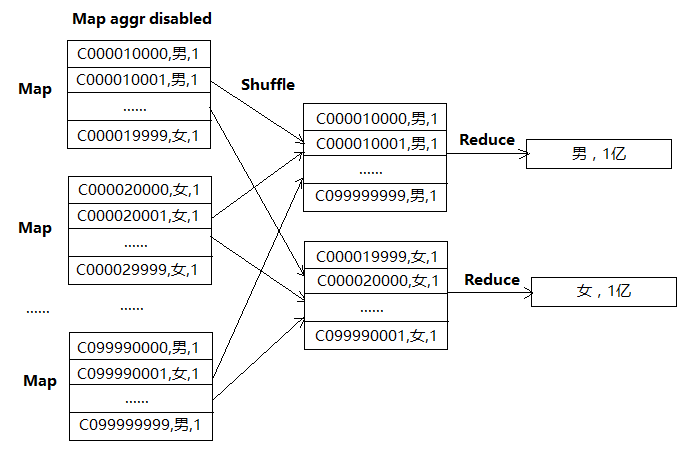 Map aggr disabled
Map
C000010000,男,1
C000010001,男,1
......
C000019999,女,1
Map
C000020000,女,1
C000020001,女,1
......
C000029999,女,1
......
......
Map
C099990000,男,1
C099990001,女,1
......
C099999999,男,1
Shuffle
C000010000,男,1
C000010001,男,1
......
C099999999,男,1
Reduce
男，1亿
C000019999,女,1
C000020000,女,1
......
C099990001,女,1
Reduce
女，1亿